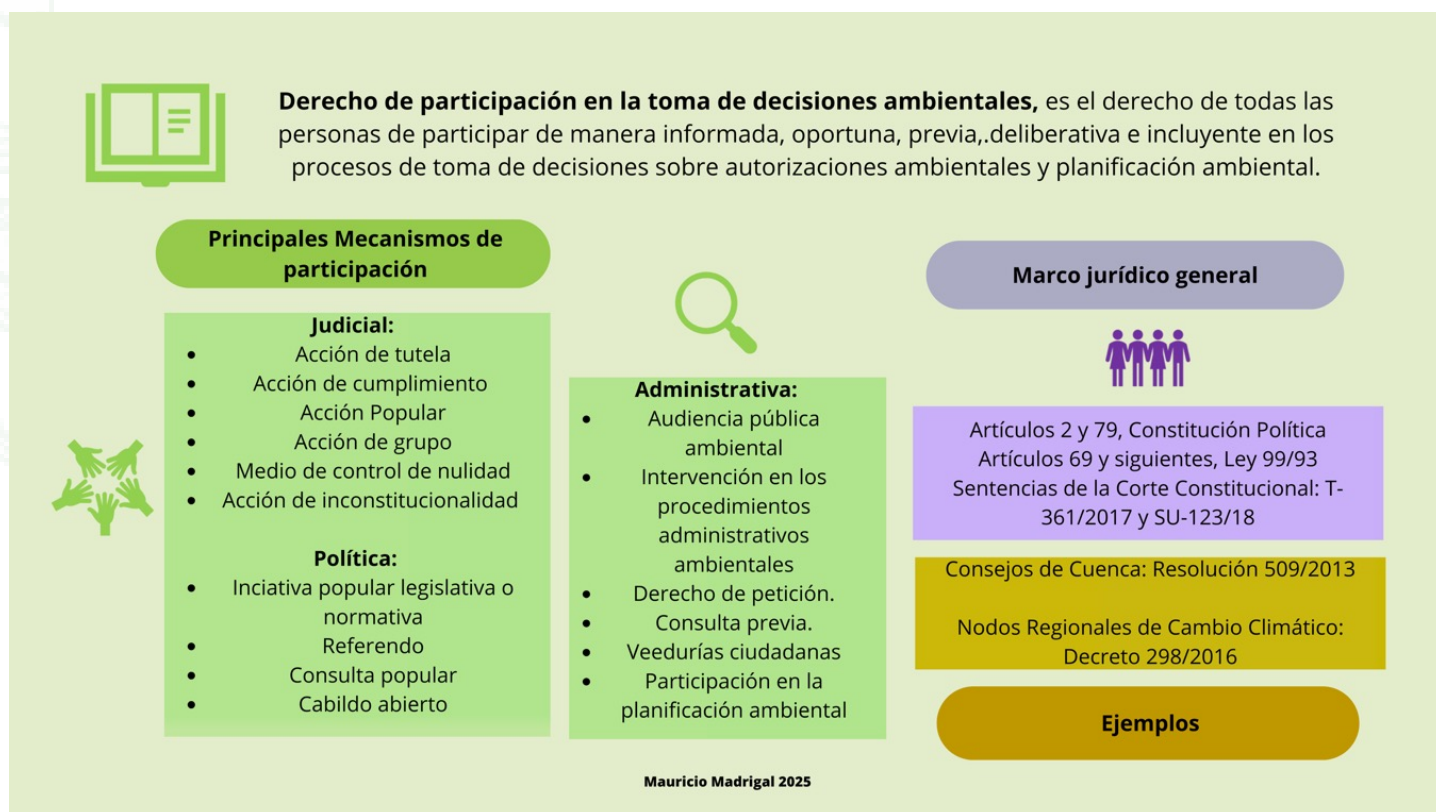 Derecho de participación en la toma de decisiones ambientales, es el derecho de todas las
personas de participar de manera informada, oportuna, previa,.deliberativa e incluyente en los
procesos de toma de decisiones sobre autorizaciones ambientales y planificación ambiental.
Principales Mecanismos de
participación
Judicial:
• Acción de tutela
• Acción de cumplimiento
• Acción Popular
• Acción de grupo
• Medio de control de nulidad
• Acción de inconstitucionalidad
Política:
• Inciativa popular legislativa o
normativa
• Referendo
• Consulta popular
• Cabildo abierto
Administrativa:
• Audiencia pública
ambiental
• Intervención en los
procedimientos
administrativos
ambientales
• Derecho de petición.
• Consulta previa.
• Veedurías ciudadanas
• Participación en la
planificación ambiental
Marco jurídico general
Artículos 2 y 79, Constitución Política
Artículos 69 y siguientes, Ley 99/93
Sentencias de la Corte Constitucional: T-
361/2017 y SU-123/18
Consejos de Cuenca: Resolución 509/2013
Nodos Regionales de Cambio Climático:
Decreto 298/2016
Ejemplos
Mauricio Madrigal 2025